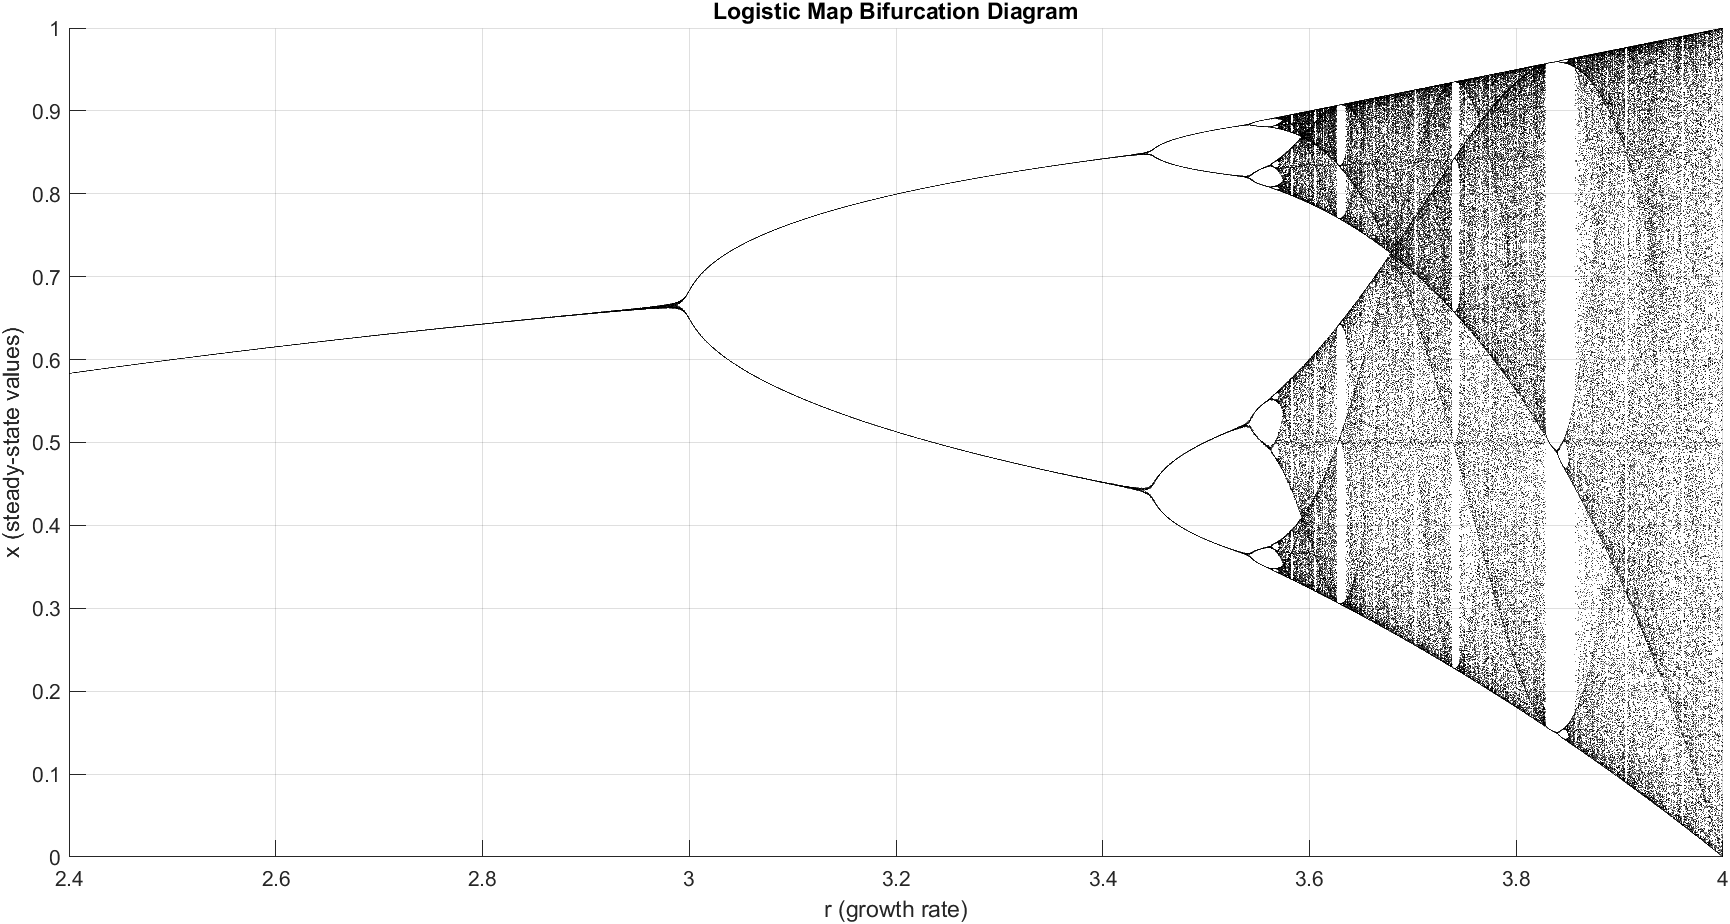 Logistic Map Bifurcation Diagram
1
0.9
0.8
0.7
0.6
0.5
0.4
0.3
0.2
0.1
0
x (steady-state values)
2.4 2.6 2.8 3 3.2 3.4 3.6 3.8 4
r (growth rate)